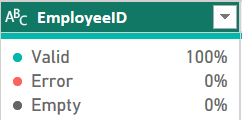 ABC EmployeeID
Valid 100%
Error 0%
Empty 0%